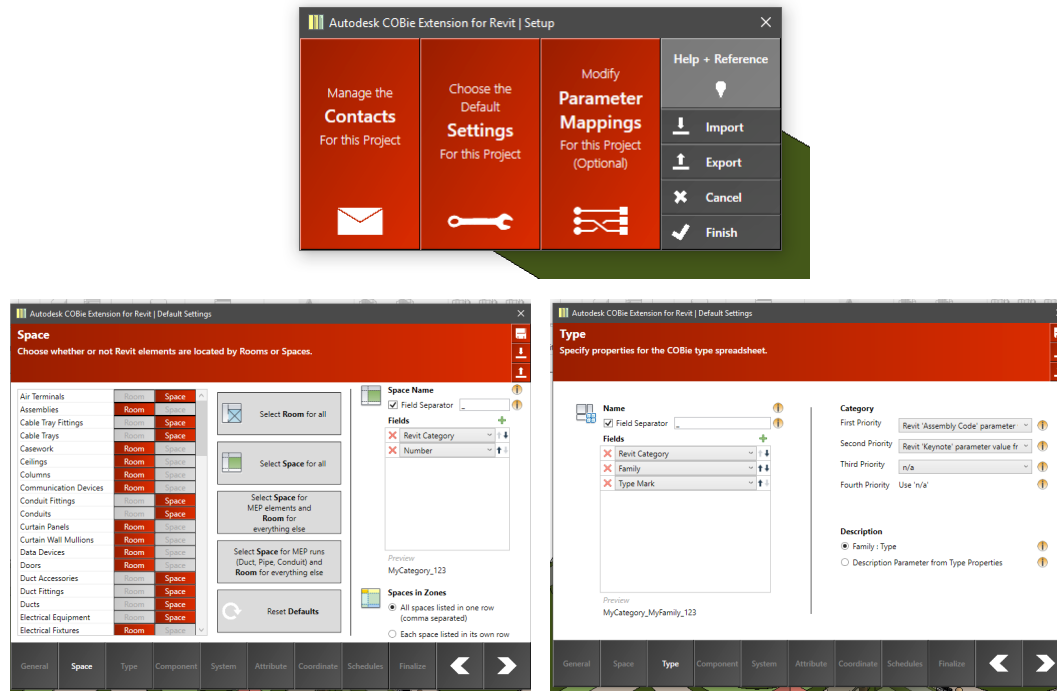 Autodesk COBie Extension for Revit | Setup
Manage the
Contacts
For this Project
Choose the
Default
Settings
For this Project
Modify
Parameter
Mappings
For this Project
(Optional)
Help + Reference
Import
Export
Cancel
Finish
Autodesk COBie Extension for Revit | Default Settings
Space
Choose whether or not Revit elements are located by Rooms or Spaces.
Air Terminals Room Space
Assemblies Room Space
Cable Tray Fittings Room Space
Cable Trays Room Space
Casework Room Space
Ceilings Room Space
Columns Room Space
Communication Devices Room Space
Conduit Fittings Room Space
Conduits Room Space
Curtain Panels Room Space
Curtain Wall Mullions Room Space
Data Devices Room Space
Doors Room Space
Duct Accessories Room Space
Duct Fittings Room Space
Ducts Room Space
Electrical Equipment Room Space
Electrical Fixtures Room Space
Select Room for all
Select Space for all
Select Space for
MEP elements and
Room for
everything else
Select Space for MEP runs
(Duct, Pipe, Conduit) and
Room for everything else
Reset Defaults
Space Name
Field Separator _
Fields
Revit Category
Number
Preview
MyCategory_123
Spaces in Zones
All spaces listed in one row
(comma separated)
Each space listed in its own row
General Space Type Component System Attribute Coordinate Schedules Finalize
Autodesk COBie Extension for Revit | Default Settings
Type
Specify properties for the COBie type spreadsheet.
Name
Field Separator _
Fields
Revit Category
Family
Type Mark
Preview
MyCategory_MyFamily_123
Category
First Priority Revit 'Assembly Code' parameter
Second Priority Revit 'Keynote' parameter value fr
Third Priority n/a
Fourth Priority Use 'n/a'
Description
Family : Type
Description Parameter from Type Properties
General Space Type Component System Attribute Coordinate Schedules Finalize